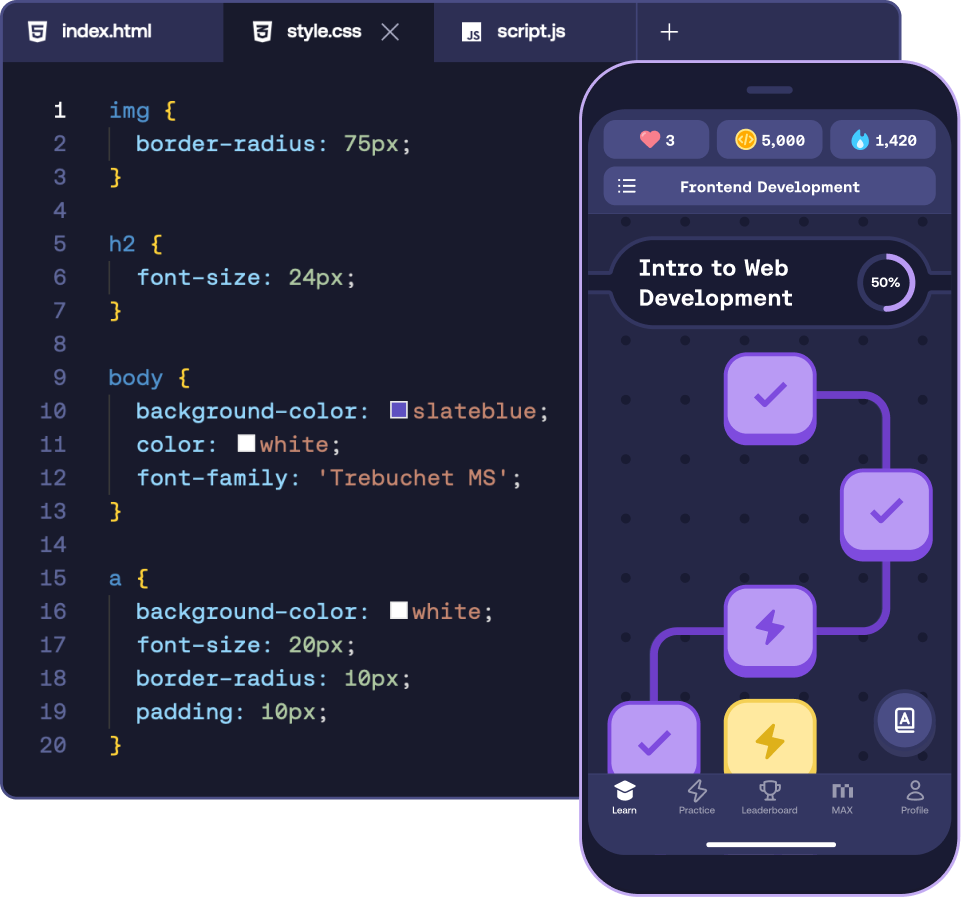 index.html
style.css
JS
script.js
1 img {
2 border-radius: 75px;
3 }
4
5 h2 {
6 font-size: 24px;
7 }
8
9 body {
10 background-color: slateblue;
11 color: white;
12 font-family: 'Trebuchet MS';
13 }
14
15 a {
16 background-color: white;
17 font-size: 20px;
18 border-radius: 10px;
19 padding: 10px;
20 }
3
5,000
1,420
Frontend Development
Intro to Web
Development
50%
A
Learn
Practice
Leaderboard
MAX
Profile